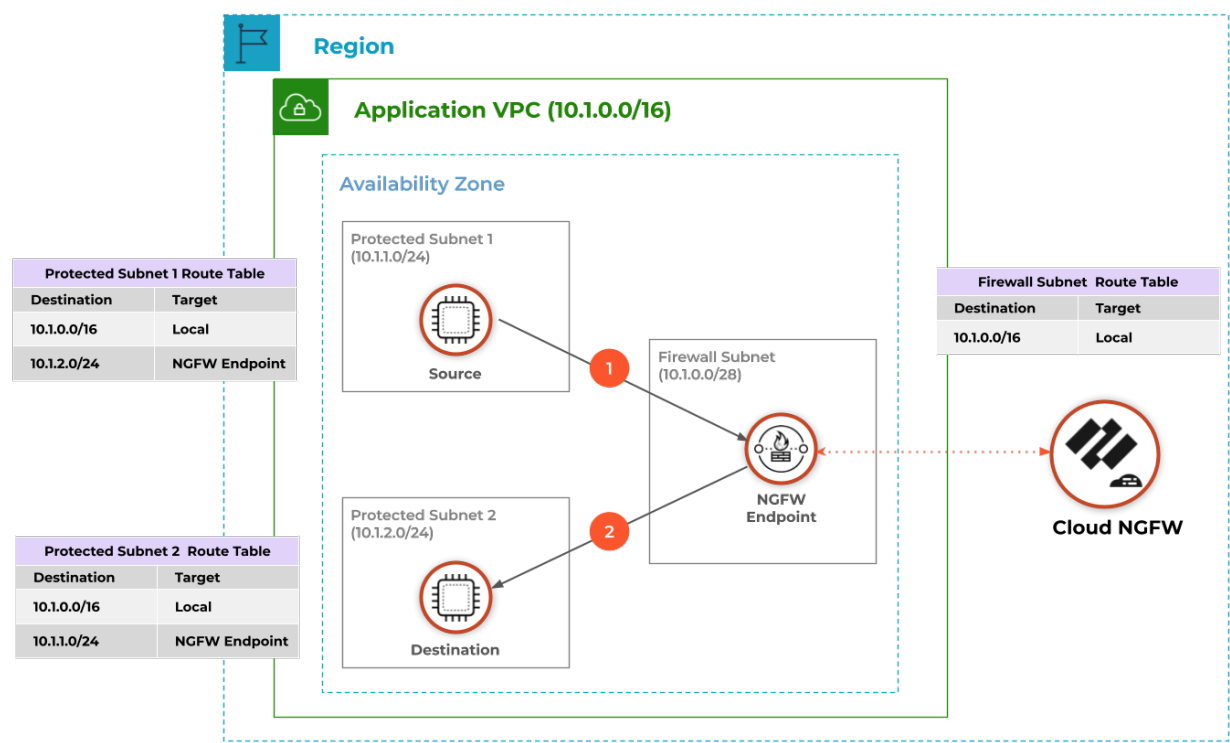 Region
Application VPC (10.1.0.0/16)
Availability Zone
Protected Subnet 1
(10.1.1.0/24)
Source
1
Protected Subnet 1 Route Table
Destination Target
10.1.0.0/16 Local
10.1.2.0/24 NGFW Endpoint
Firewall Subnet Route Table
Destination Target
10.1.0.0/16 Local
Firewall Subnet
(10.1.0.0/28)
NGFW
Endpoint
Cloud NGFW
Protected Subnet 2
(10.1.2.0/24)
2
Destination
Protected Subnet 2 Route Table
Destination Target
10.1.0.0/16 Local
10.1.1.0/24 NGFW Endpoint